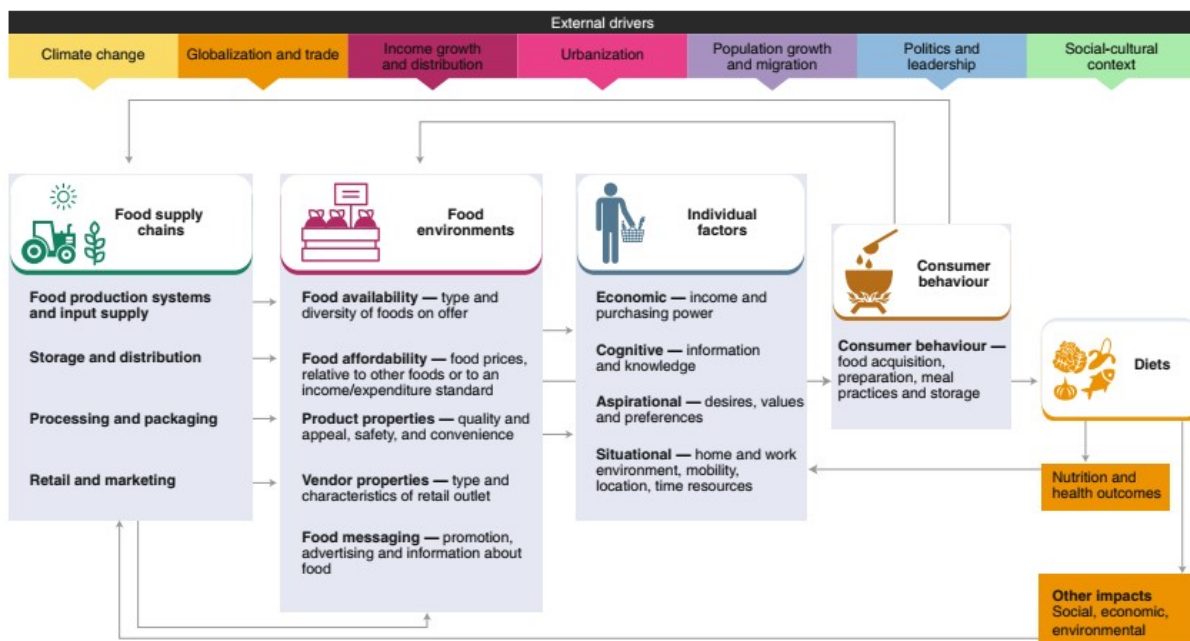 External drivers
Climate change
Globalization and trade
Income growth
and distribution
Urbanization
Population growth
and migration
Politics and
leadership
Social-cultural
context
Food supply
chains
Food production systems
and input supply
Storage and distribution
Processing and packaging
Retail and marketing
Food
environments
Food availability — type and
diversity of foods on offer
Food affordability — food prices,
relative to other foods or to an
income/expenditure standard
Product properties — quality and
appeal, safety, and convenience
Vendor properties — type and
characteristics of retail outlet
Food messaging — promotion,
advertising and information about
food
Individual
factors
Economic — income and
purchasing power
Cognitive — information
and knowledge
Aspirational — desires, values
and preferences
Situational — home and work
environment, mobility,
location, time resources
Consumer
behaviour
Consumer behaviour —
food acquisition,
preparation, meal
practices and storage
Diets
Nutrition and
health outcomes
Other impacts
Social, economic,
environmental